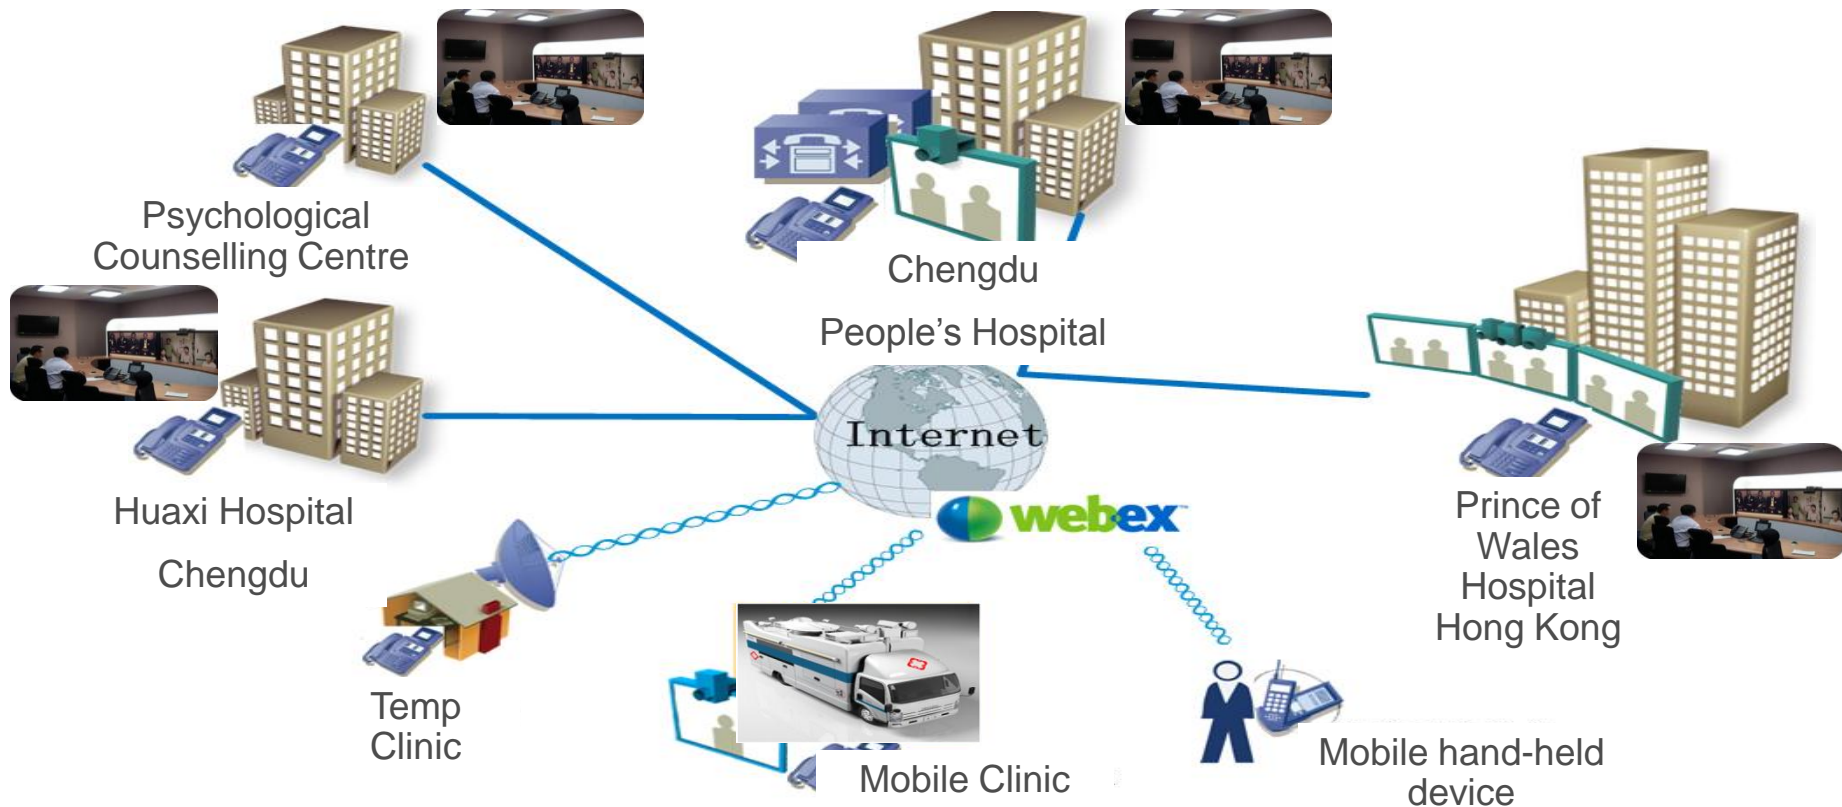 Psychological
Counselling Centre
Chengdu
People’s Hospital
Huaxi Hospital
Chengdu
Internet
webex™
Prince of
Wales
Hospital
Hong Kong
Temp
Clinic
Mobile Clinic
Mobile hand-held
device